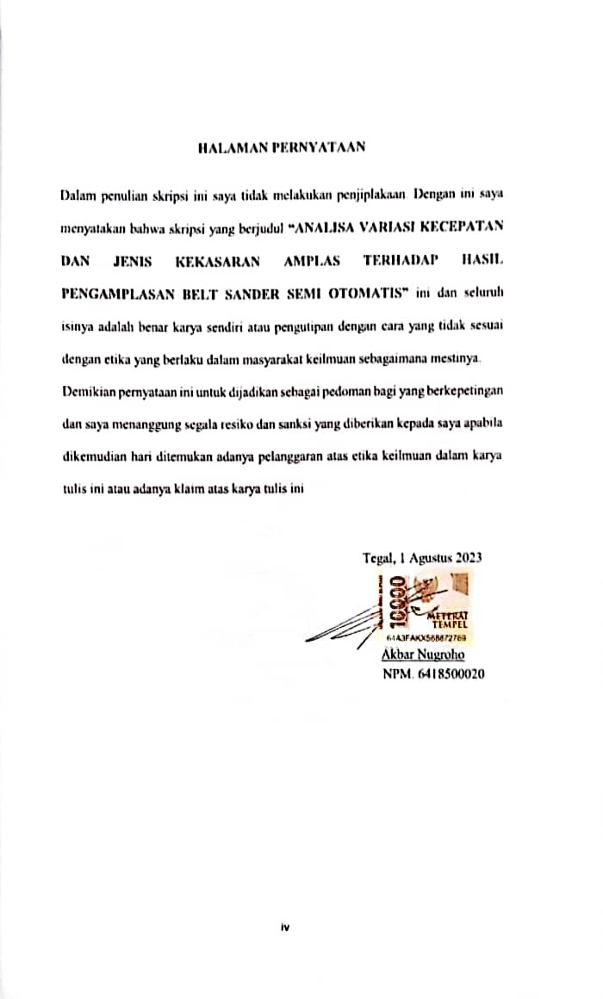 HALAMAN PERNYATAAN
Dalam penulian skripsi ini saya tidak melakukan penjiplakaan. Dengan ini saya
menyatakan bahwa skripsi yang berjudul “ANALISA VARIASI KECEPATAN
DAN JENIS KEKASARAN AMPLAS TERHADAP HASIL
PENGAMPLASAN BELT SANDER SEMI OTOMATIS” ini dan seluruh
isinya adalah benar karya sendiri atau pengutipan dengan cara yang tidak sesuai
dengan etika yang berlaku dalam masyarakat keilmuan sebagaimana mestinya.
Demikian pernyataan ini untuk dijadikan sebagai pedoman bagi yang berkepetingan
dan saya menanggung segala resiko dan sanksi yang diberikan kepada saya apabila
dikemudian hari ditemukan adanya pelanggaran atas etika keilmuan dalam karya
tulis ini atau adanya klaim atas karya tulis ini
Tegal, 1 Agustus 2023
10000
METERAI
TEMPEL
64A3FAKX568872769
Akbar Nugroho
NPM. 6418500020
iv